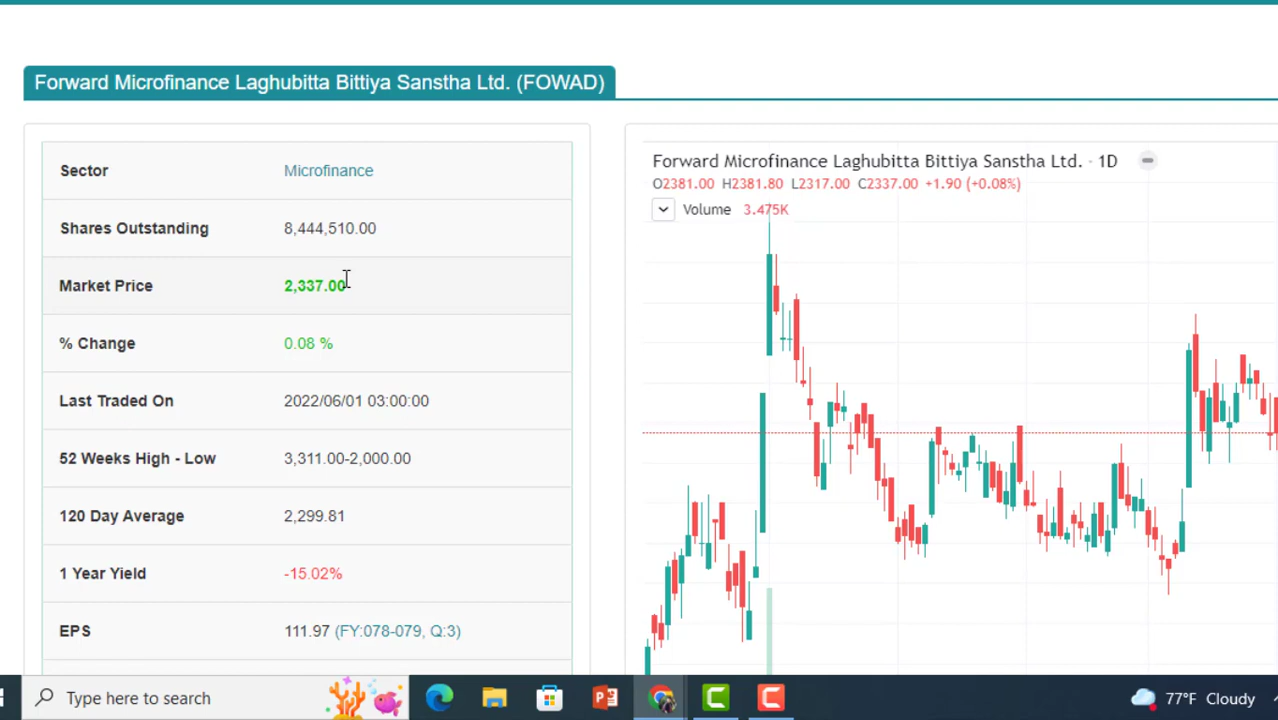 Forward Microfinance Laghubitta Bittiya Sanstha Ltd. (FOWAD)
Sector Microfinance
Shares Outstanding 8,444,510.00
Market Price 2,337.00
% Change 0.08 %
Last Traded On 2022/06/01 03:00:00
52 Weeks High - Low 3,311.00-2,000.00
120 Day Average 2,299.81
1 Year Yield -15.02%
EPS 111.97 (FY:078-079, Q:3)
Forward Microfinance Laghubitta Bittiya Sanstha Ltd. · 1D
O2381.00 H2381.80 L2317.00 C2337.00 +1.90 (+0.08%)
Volume 3.475K
Type here to search
77°F Cloudy